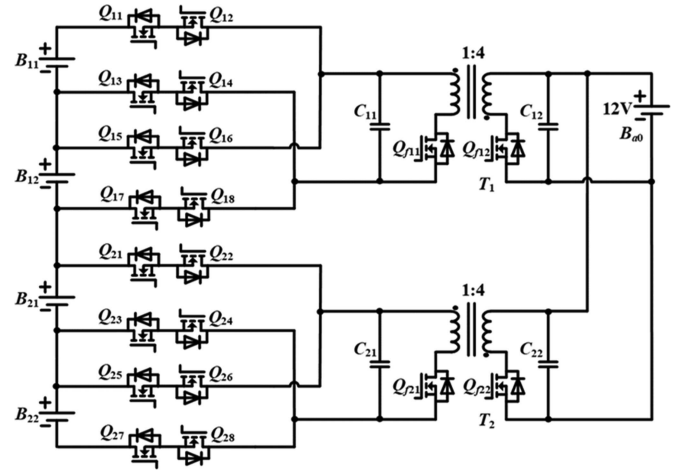 Q11 Q12
B11
1:4
Q13 Q14
C11 C12 12V
Ba0
Q15 Q16
Qf11 Qf12
B12
T1
Q17 Q18
Q21 Q22
B21
1:4
Q23 Q24
C21 C22
Q25 Q26
Qf21 Qf22
B22
T2
Q27 Q28